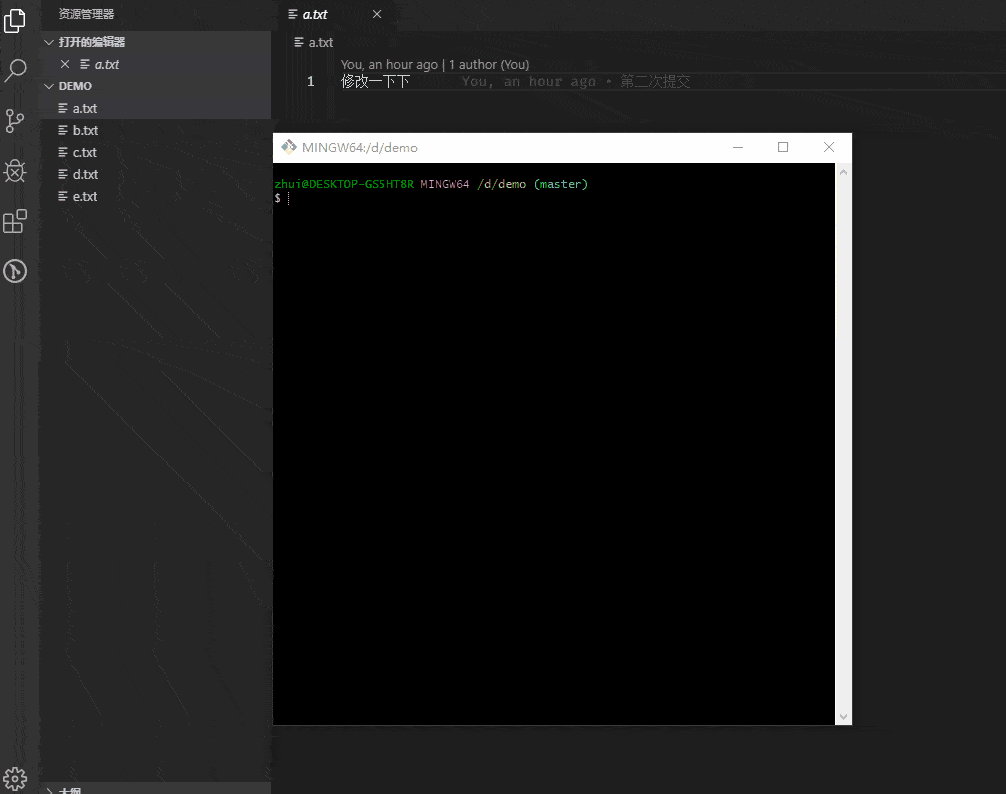 资源管理器
打开的编辑器
a.txt
DEMO
a.txt
b.txt
c.txt
d.txt
e.txt
a.txt
a.txt
You, an hour ago | 1 author (You)
1 修改一下下 You, an hour ago • 第二次提交
MINGW64:/d/demo
zhui@DESKTOP-GS5HT8R MINGW64 /d/demo (master)
$
大纲